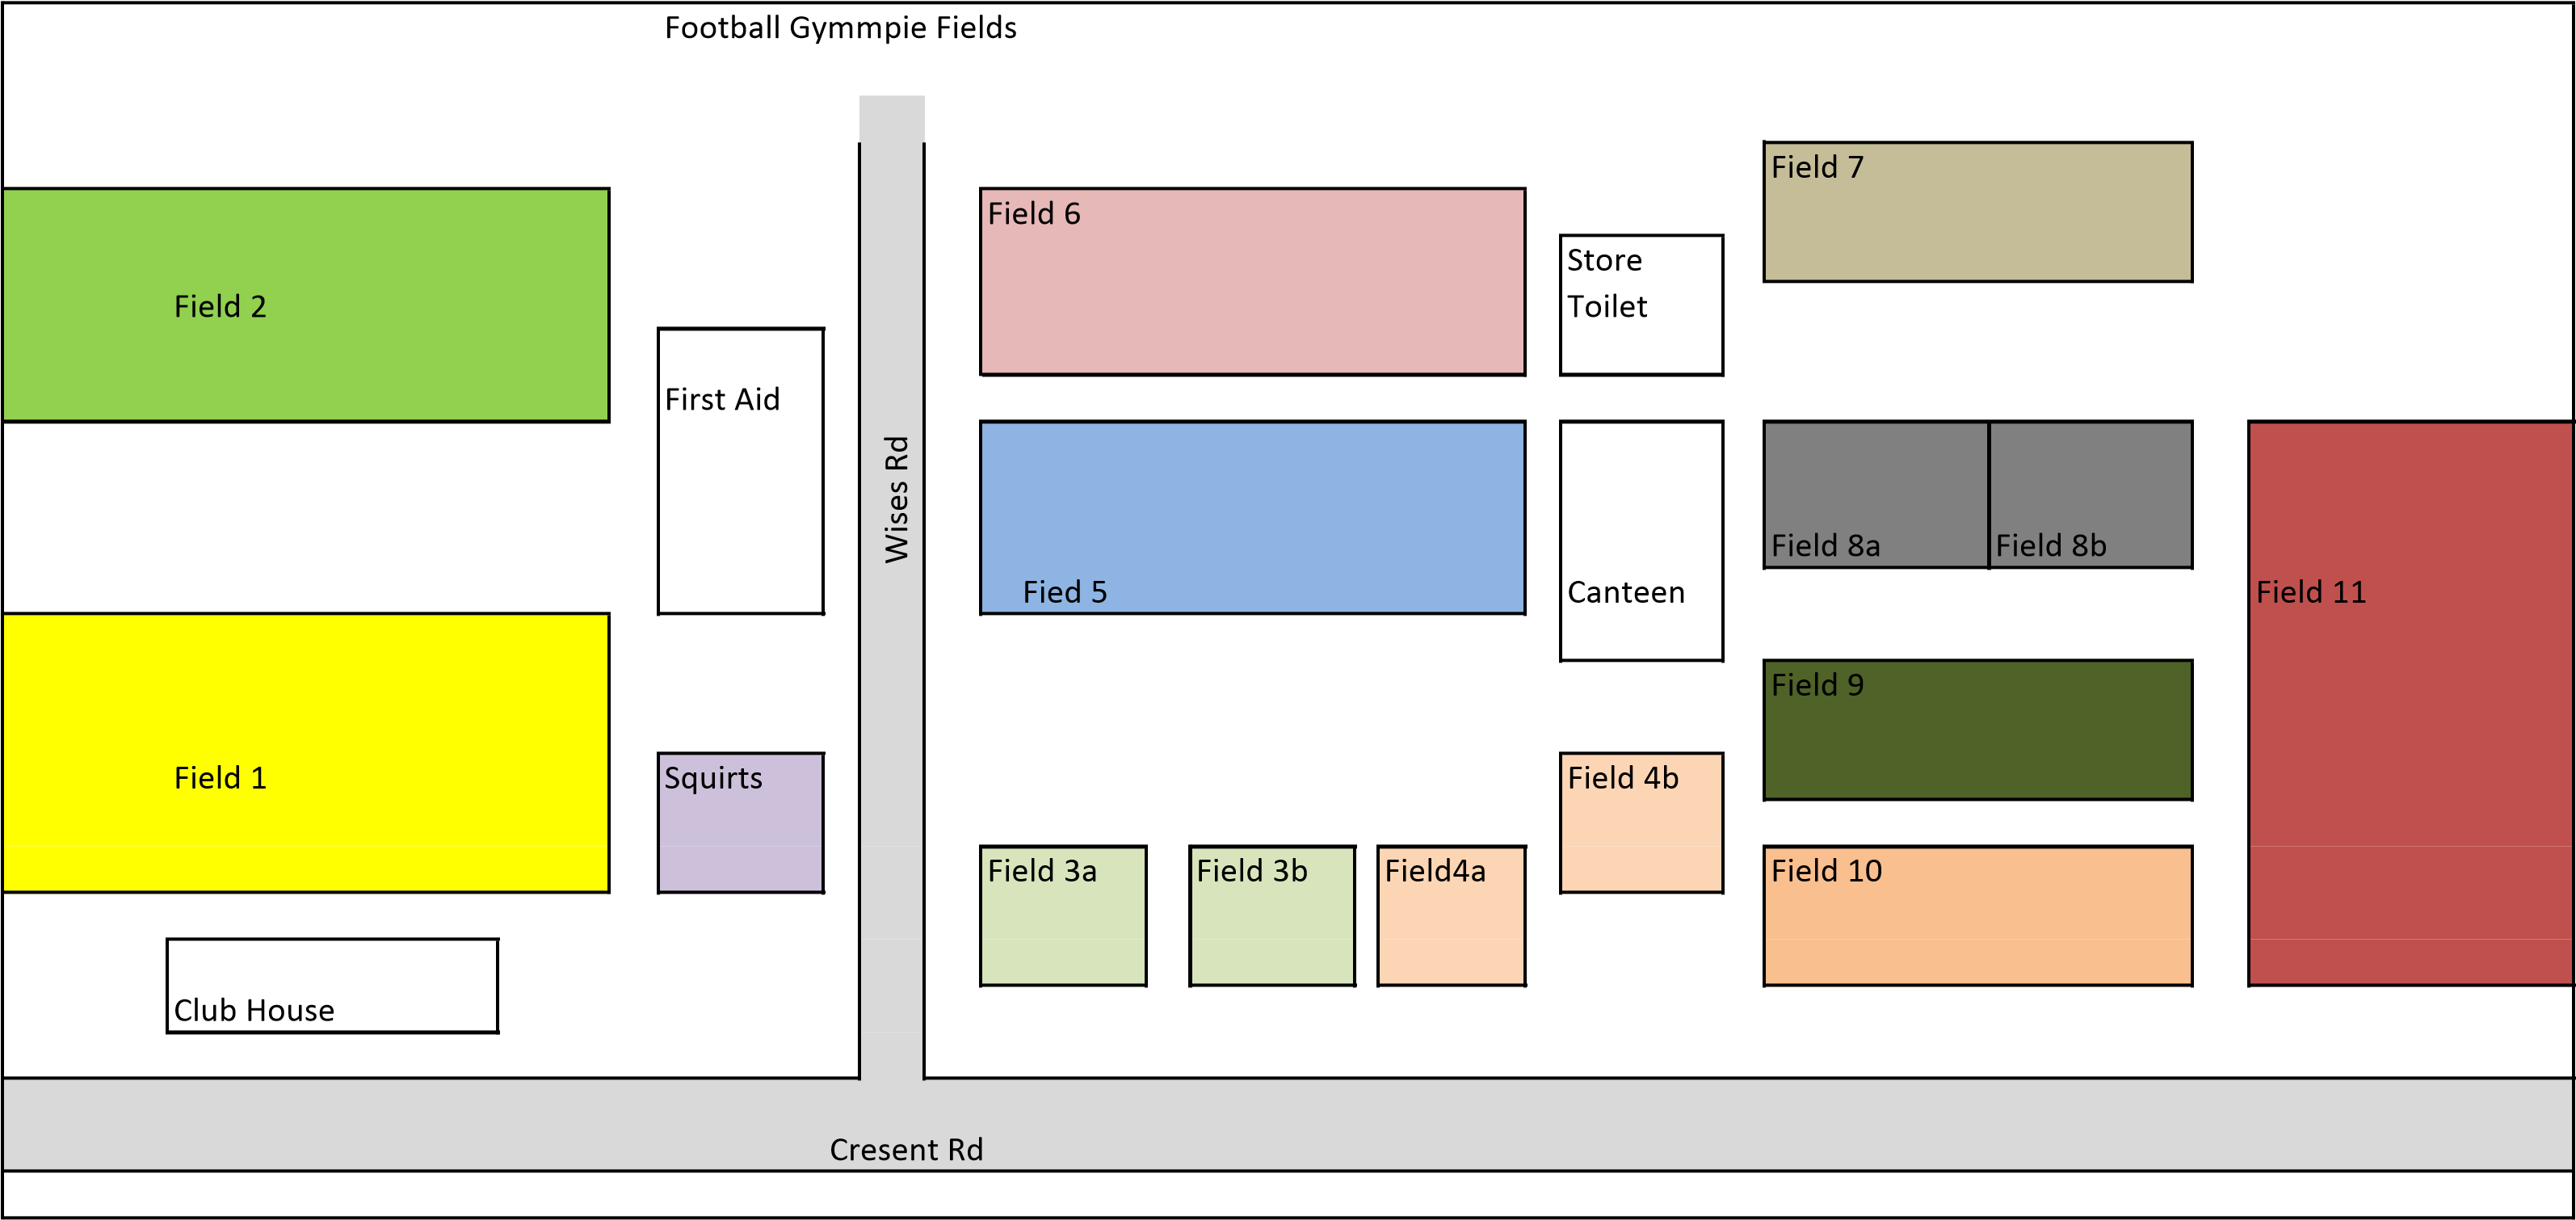 Football Gymmpie Fields
Field 7
Field 6
Store
Toilet
Field 2
First Aid
Wises Rd
Field 8a
Field 8b
Fied 5
Canteen
Field 11
Field 9
Field 1
Squirts
Field 4b
Field 3a
Field 3b
Field4a
Field 10
Club House
Cresent Rd